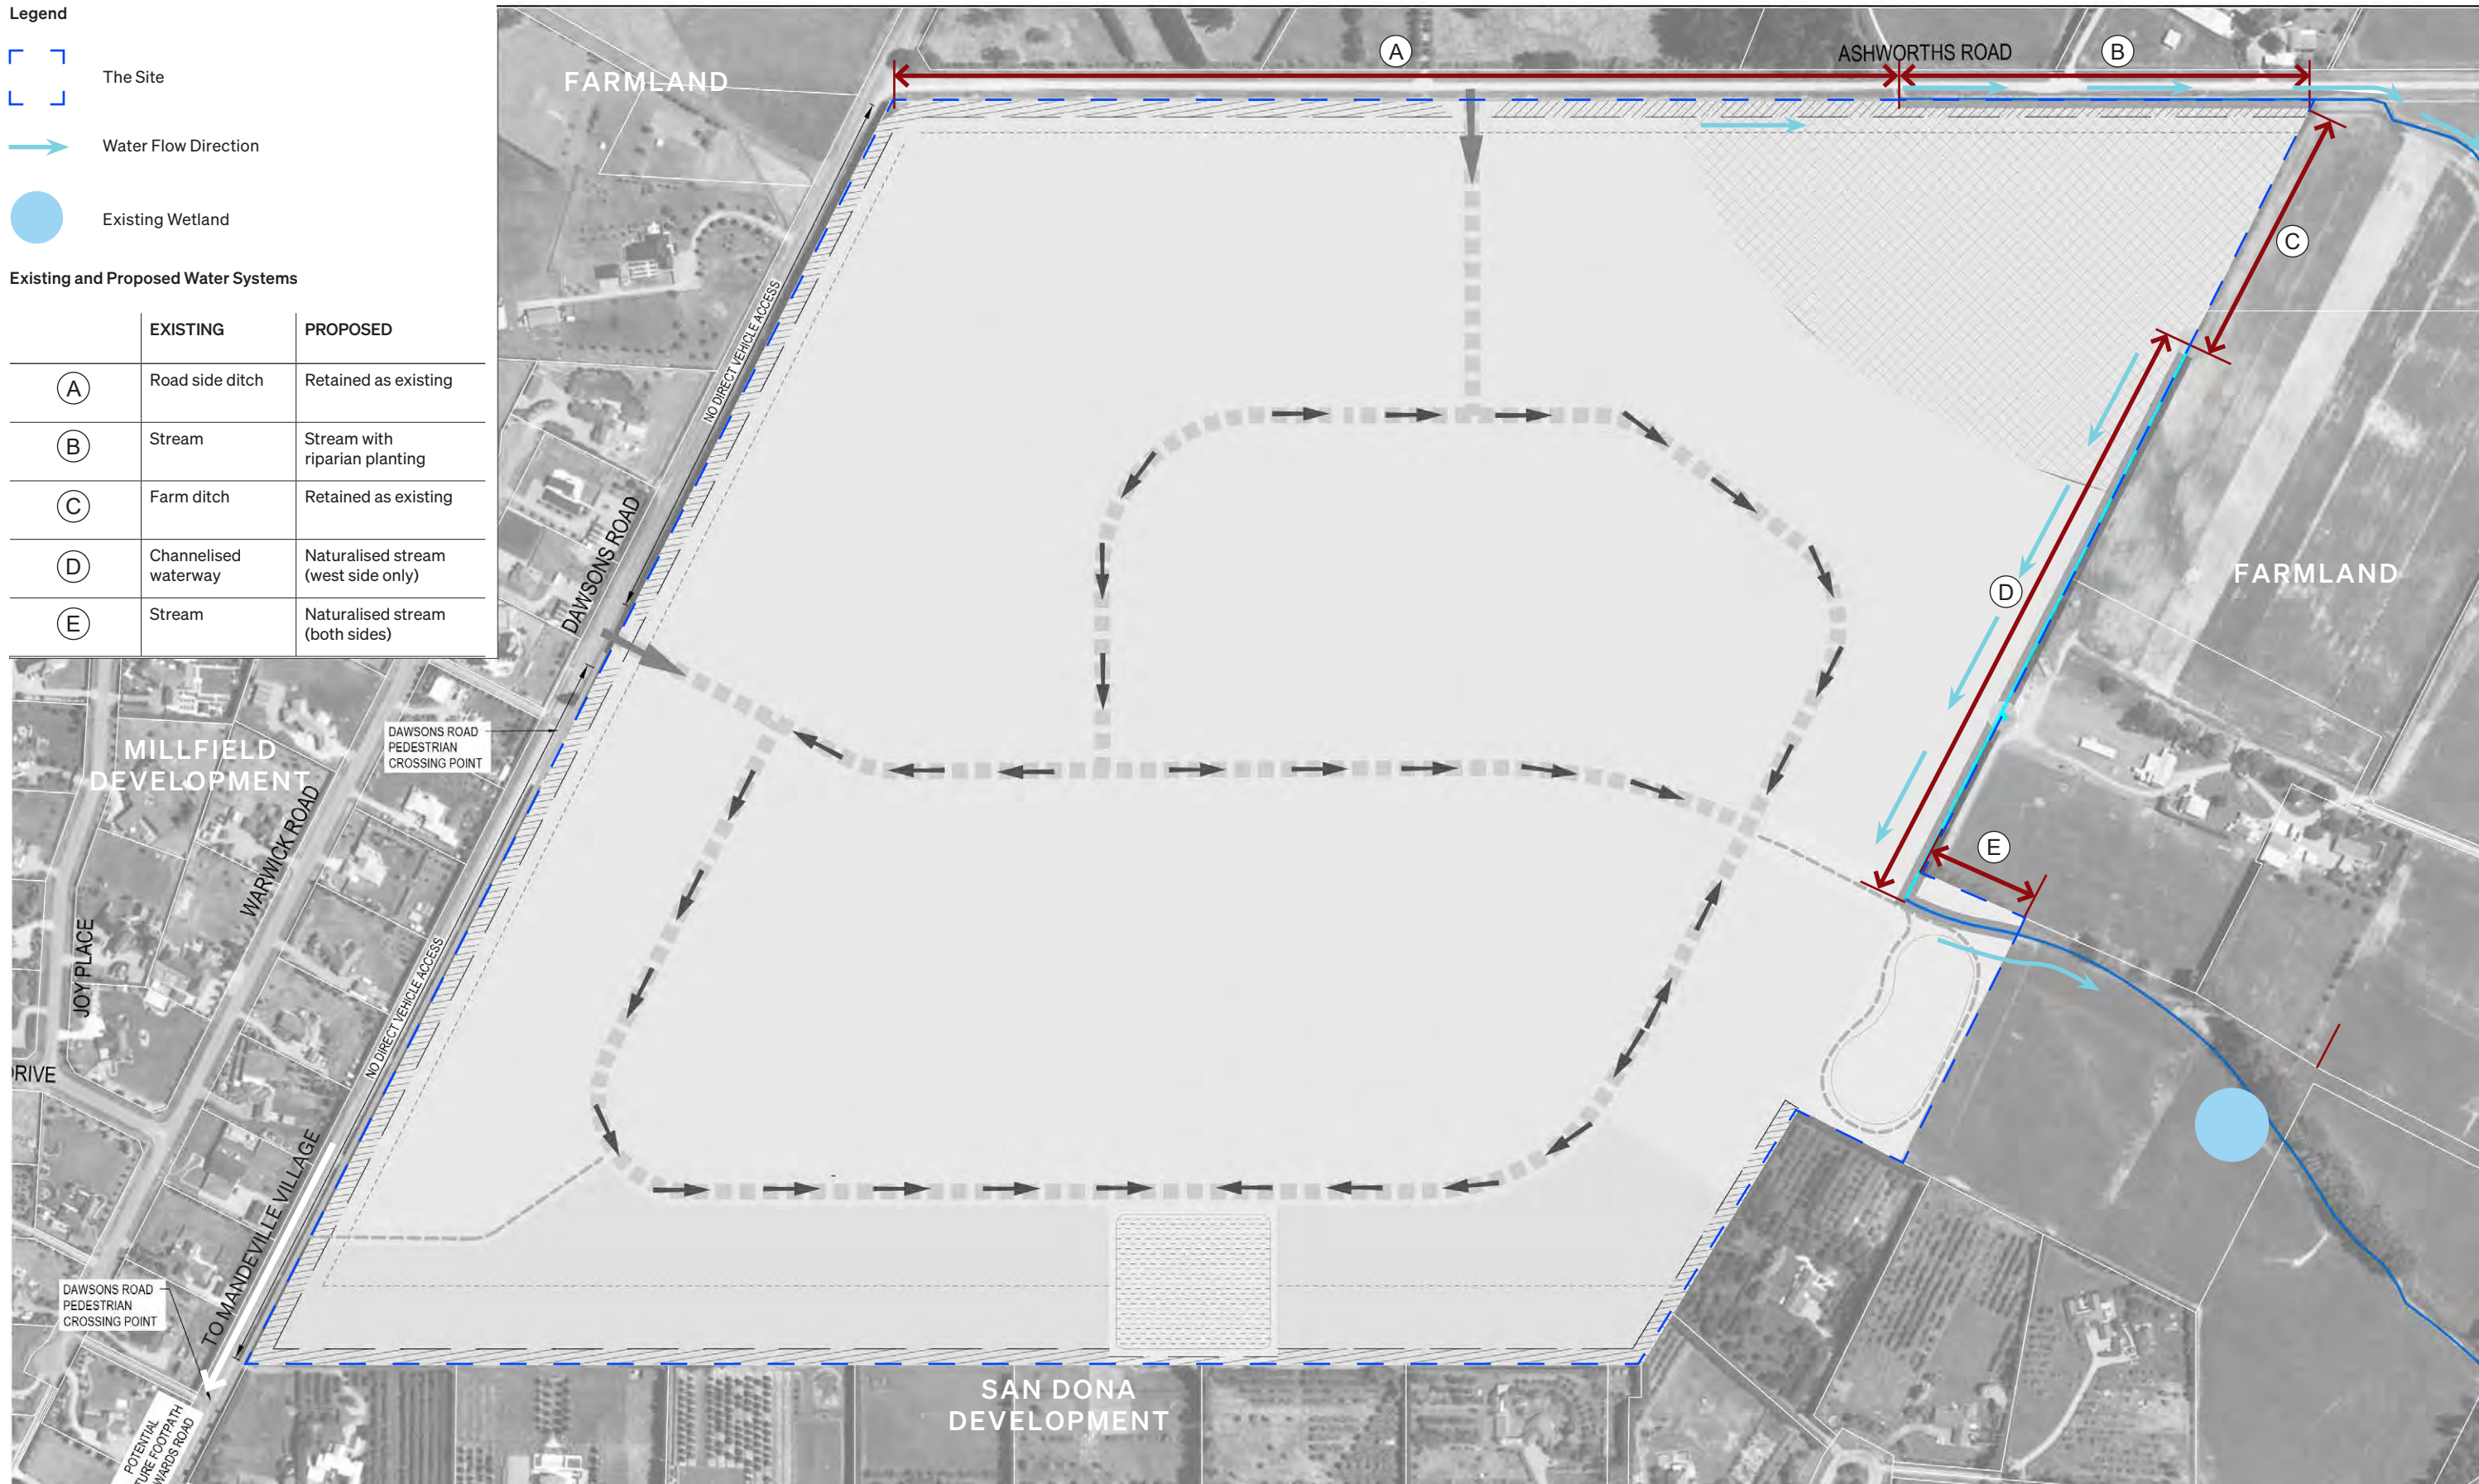 Legend
The Site
Water Flow Direction
Existing Wetland
Existing and Proposed Water Systems
EXISTING PROPOSED
A Road side ditch Retained as existing
B Stream Stream with
riparian planting
C Farm ditch Retained as existing
D Channelised Naturalised stream
waterway (west side only)
E Stream Naturalised stream
(both sides)
FARMLAND
A
ASHWORTHS ROAD
B
C
NO DIRECT VEHICLE ACCESS
DAWSONS ROAD
D
FARMLAND
DAWSONS ROAD
PEDESTRIAN
CROSSING POINT
MILLFIELD
DEVELOPMENT
WARWICK ROAD
E
JOY PLACE
NO DIRECT VEHICLE ACCESS
RIVE
TO MANDEVILLE VILLAGE
DAWSONS ROAD
PEDESTRIAN
CROSSING POINT
SAN DONA
DEVELOPMENT
POTENTIAL
TURE FOOTPATH
WARDS ROAD